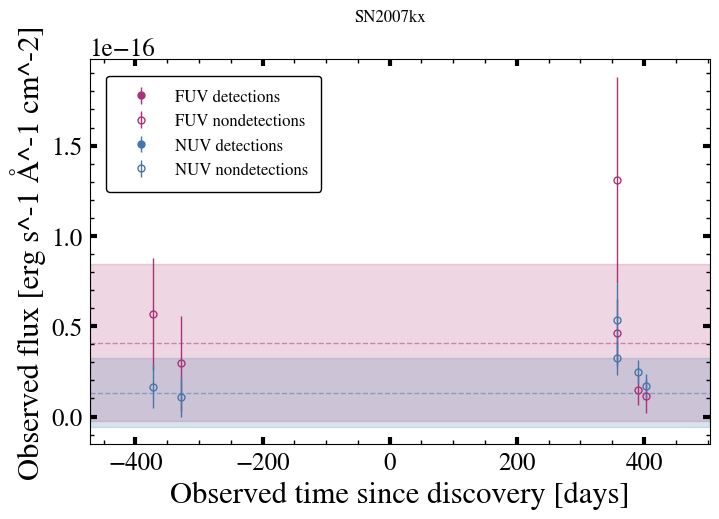 SN2007kx
1e−16
FUV detections
FUV nondetections
NUV detections
NUV nondetections
1.5
1.0
0.5
0.0
Observed flux [erg s^-1 Å^-1 cm^-2]
−400
−200
0
200
400
Observed time since discovery [days]